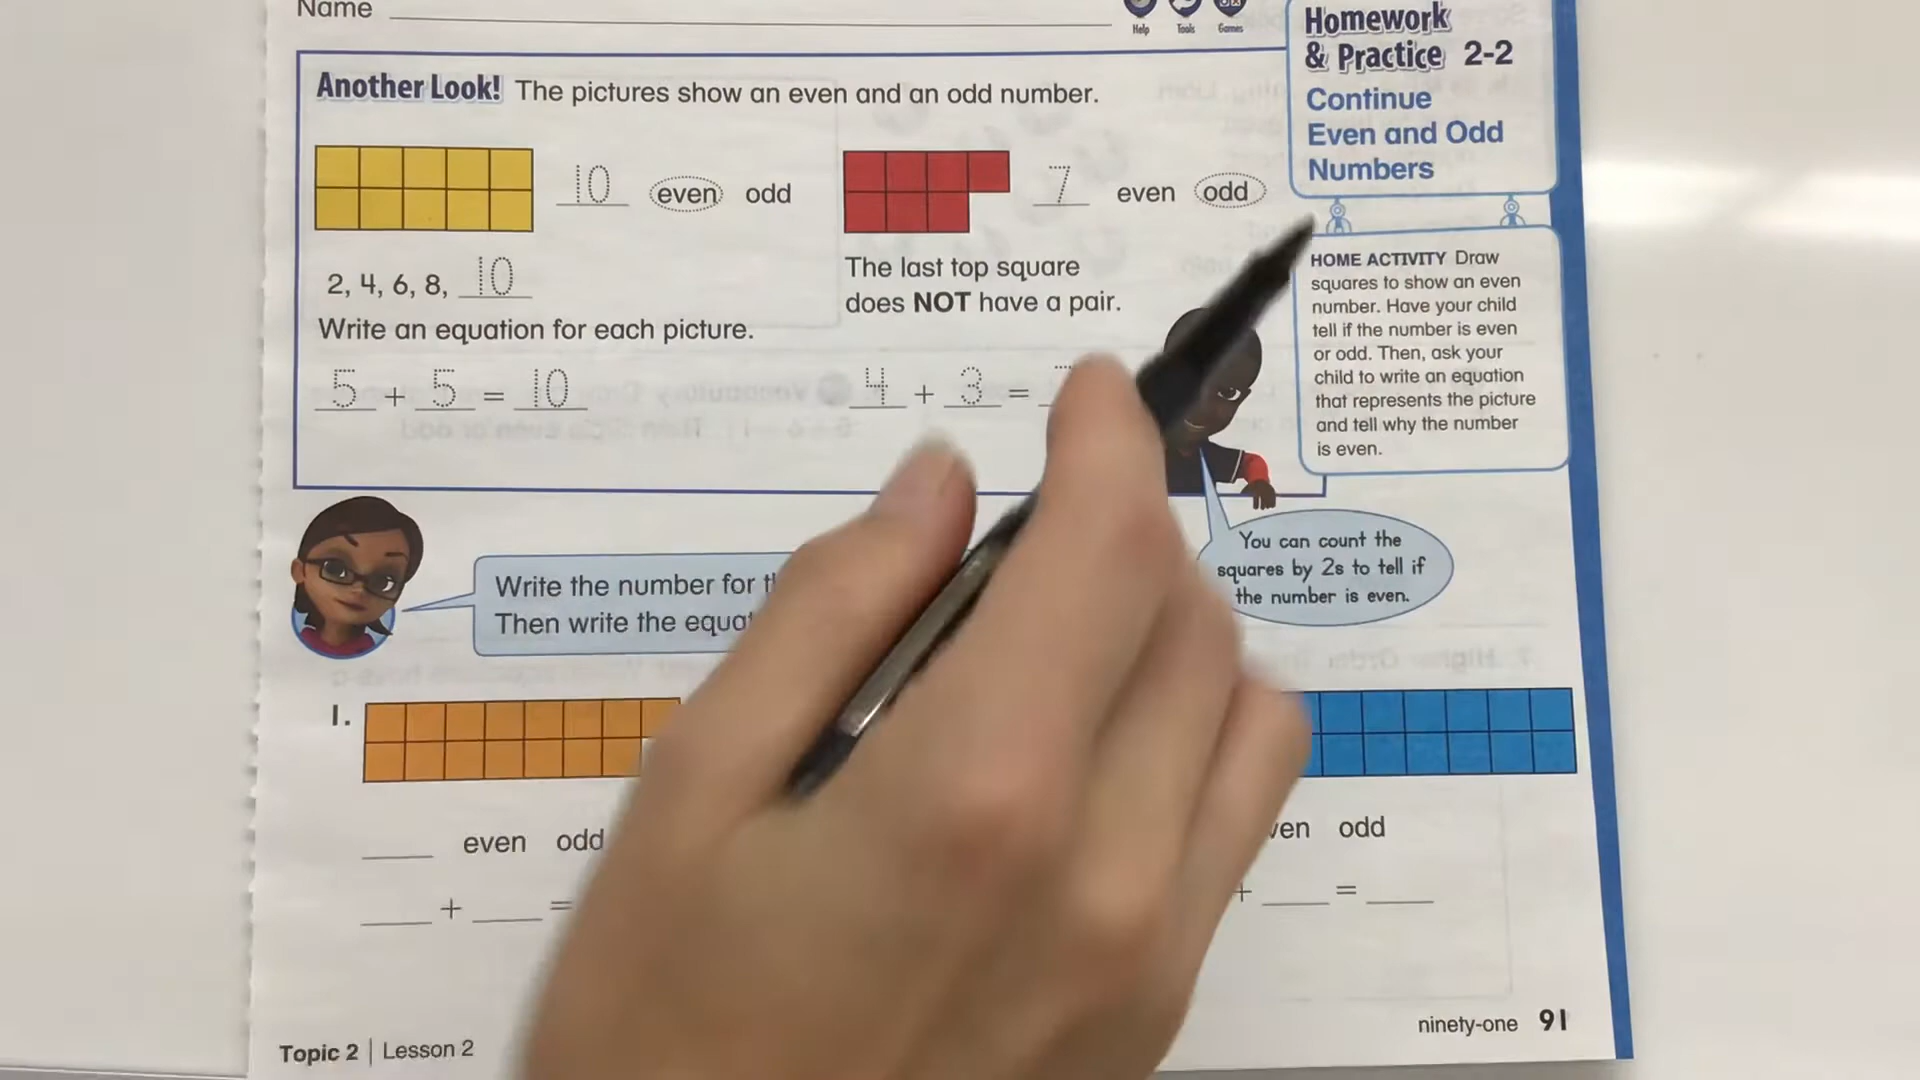 Name
Help Tools Games
Homework
& Practice 2-2
Continue
Even and Odd
Numbers
Another Look! The pictures show an even and an odd number.
10 even odd
7 even odd
2, 4, 6, 8, 10
The last top square
does NOT have a pair.
Write an equation for each picture.
5 + 5 = 10
4 + 3 =
HOME ACTIVITY Draw
squares to show an even
number. Have your child
tell if the number is even
or odd. Then, ask your
child to write an equation
that represents the picture
and tell why the number
is even.
You can count the
squares by 2s to tell if
the number is even.
Write the number for
Then write the
1.
even odd
odd
+ =
+ =
Topic 2 | Lesson 2
ninety-one 91